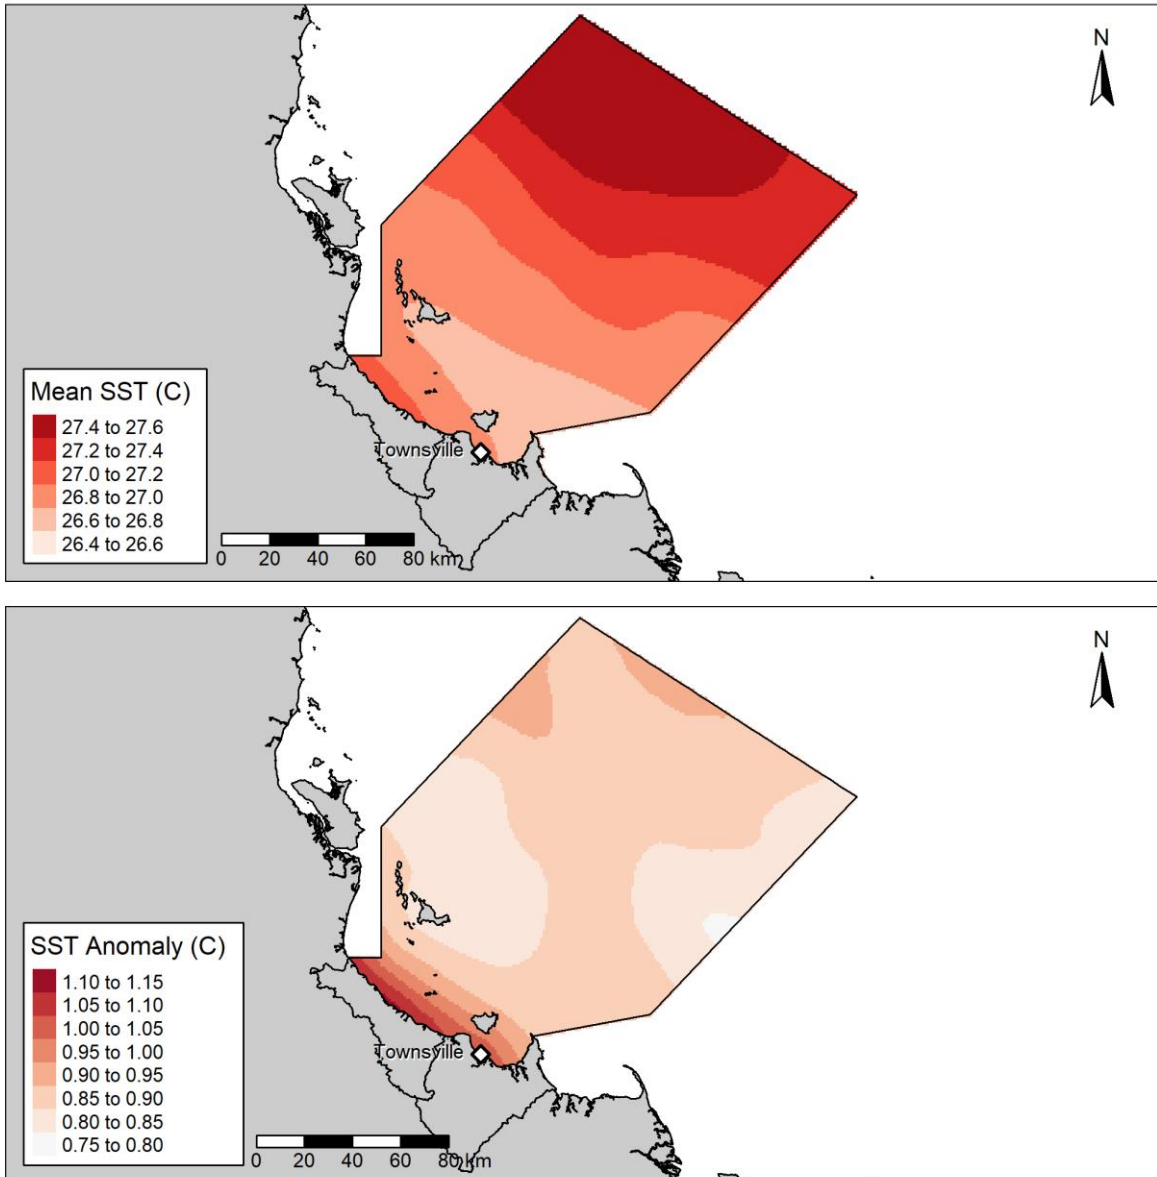 N
Mean SST (C)
27.4 to 27.6
27.2 to 27.4
27.0 to 27.2
26.8 to 27.0
26.6 to 26.8
26.4 to 26.6
Townsville
0 20 40 60 80 km
N
SST Anomaly (C)
1.10 to 1.15
1.05 to 1.10
1.00 to 1.05
0.95 to 1.00
0.90 to 0.95
0.85 to 0.90
0.80 to 0.85
0.75 to 0.80
Townsville
0 20 40 60 80 km